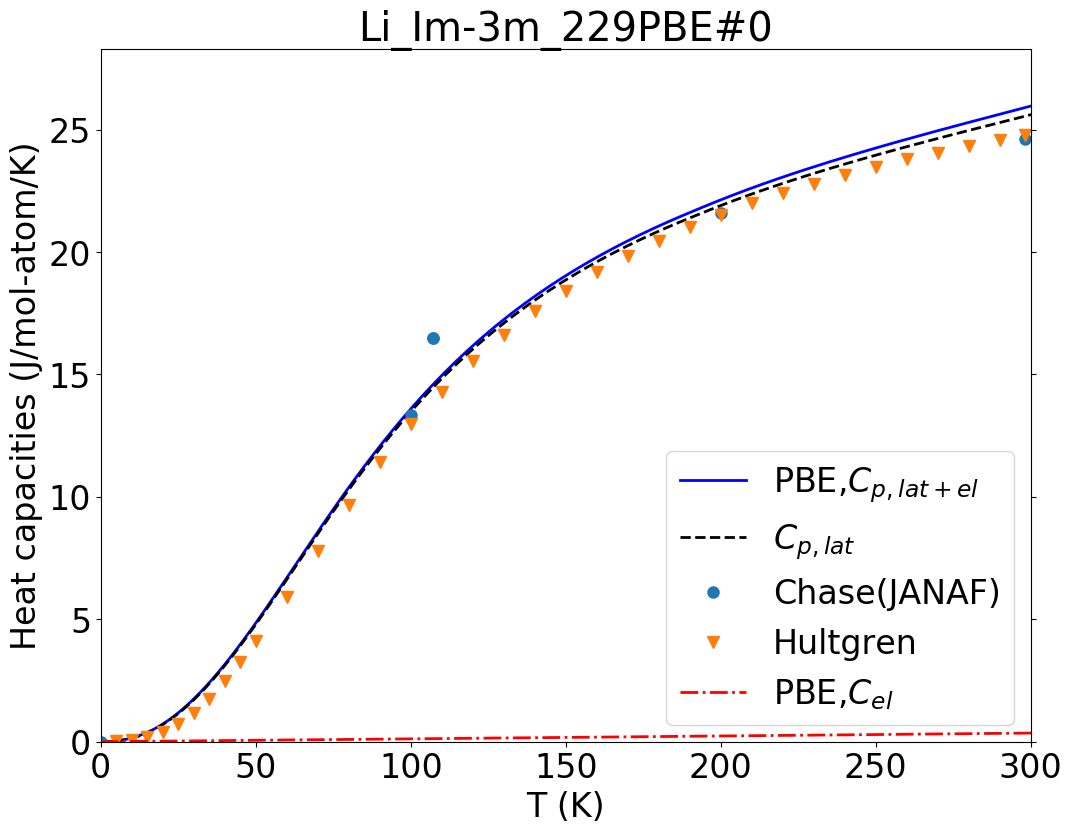 Li_Im-3m_229PBE#0
Heat capacities (J/mol-atom/K)
25
20
15
10
5
0
PBE,C_{p,lat+el}
C_{p,lat}
Chase(JANAF)
Hultgren
PBE,C_{el}
0 50 100 150 200 250 300
T (K)